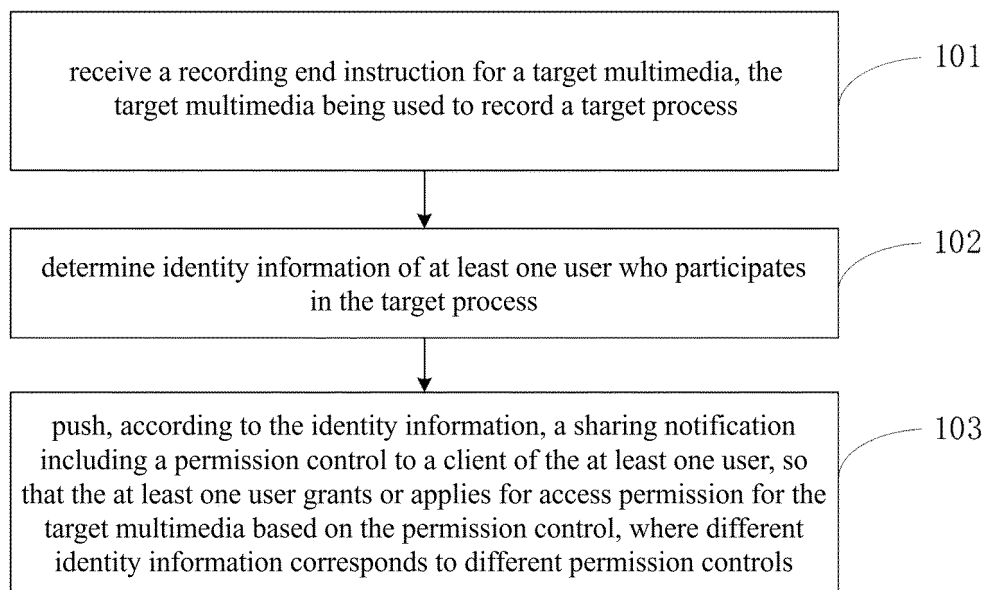 receive a recording end instruction for a target multimedia, the
target multimedia being used to record a target process
101
determine identity information of at least one user who participates
in the target process
102
push, according to the identity information, a sharing notification
including a permission control to a client of the at least one user, so
that the at least one user grants or applies for access permission for the
target multimedia based on the permission control, where different
identity information corresponds to different permission controls
103